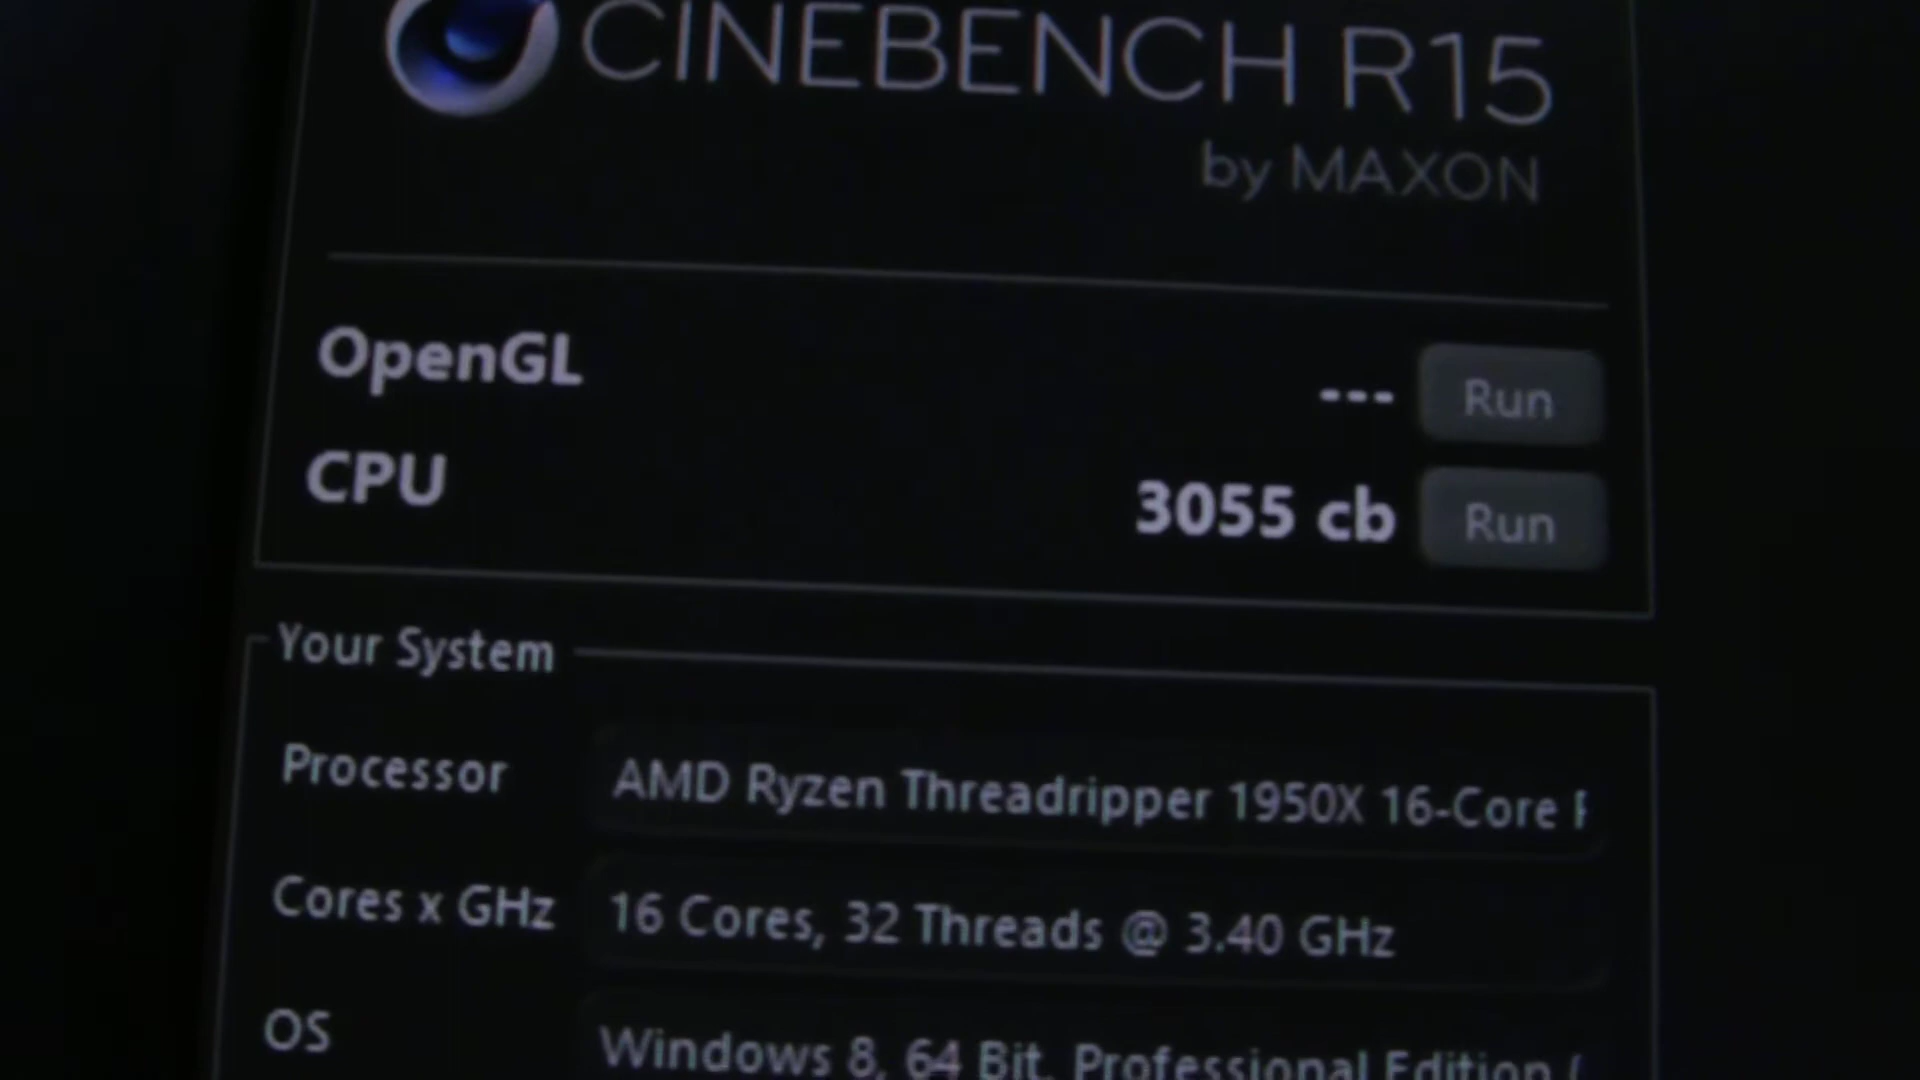 CINEBENCH R15
by MAXON
OpenGL --- Run
CPU 3055 cb Run
Your System
Processor AMD Ryzen Threadripper 1950X 16-Core
Cores x GHz 16 Cores, 32 Threads @ 3.40 GHz
OS Windows 8, 64 Bit, Professional Edition (